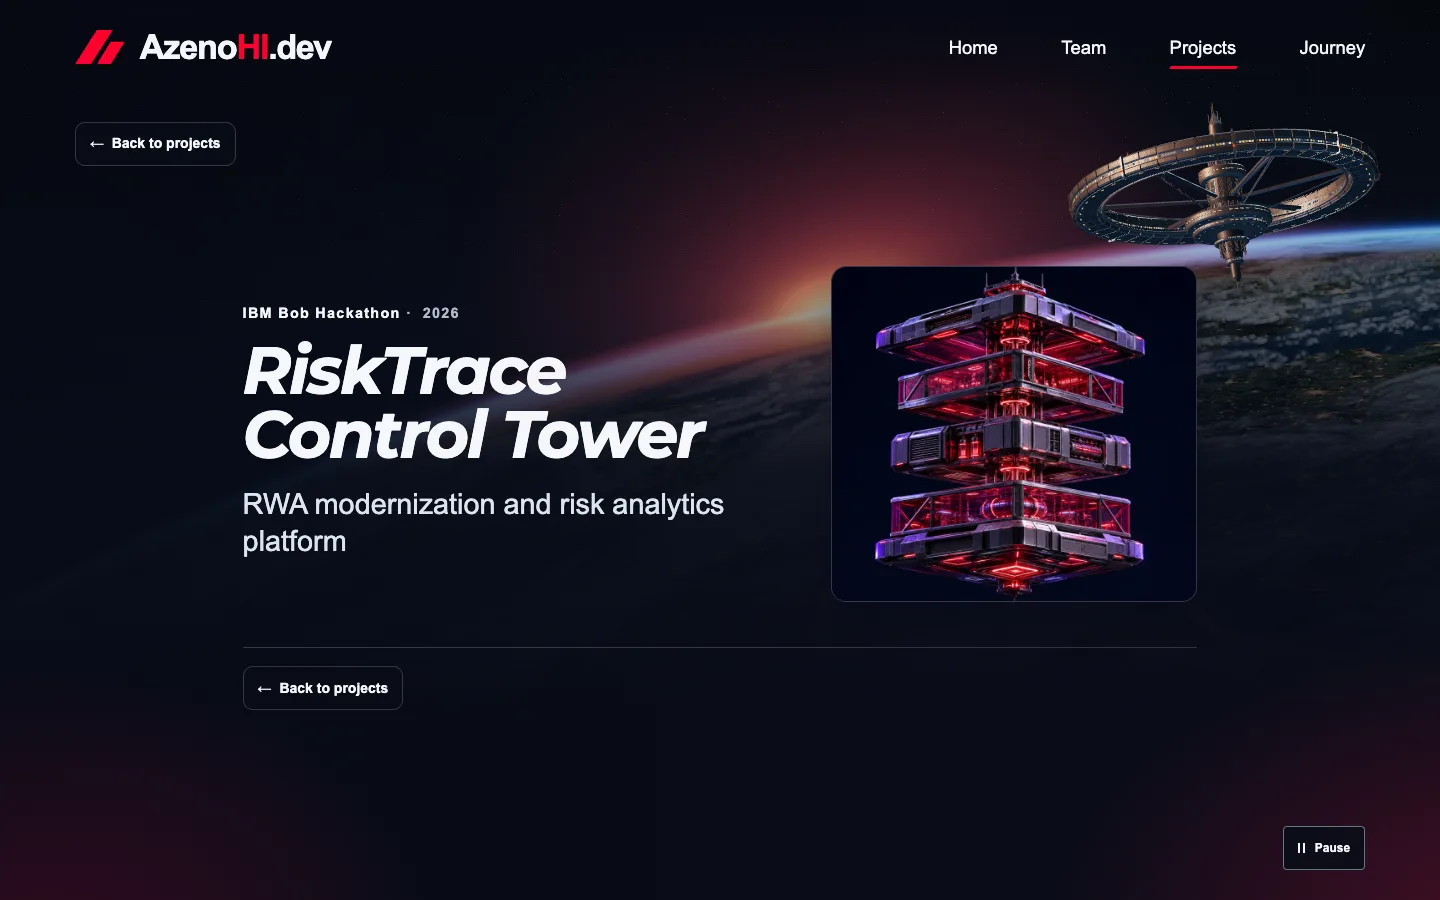 AzenoHI.dev
Home
Team
Projects
Journey
← Back to projects
IBM Bob Hackathon · 2026
RiskTrace
Control Tower
RWA modernization and risk analytics
platform
← Back to projects
Pause